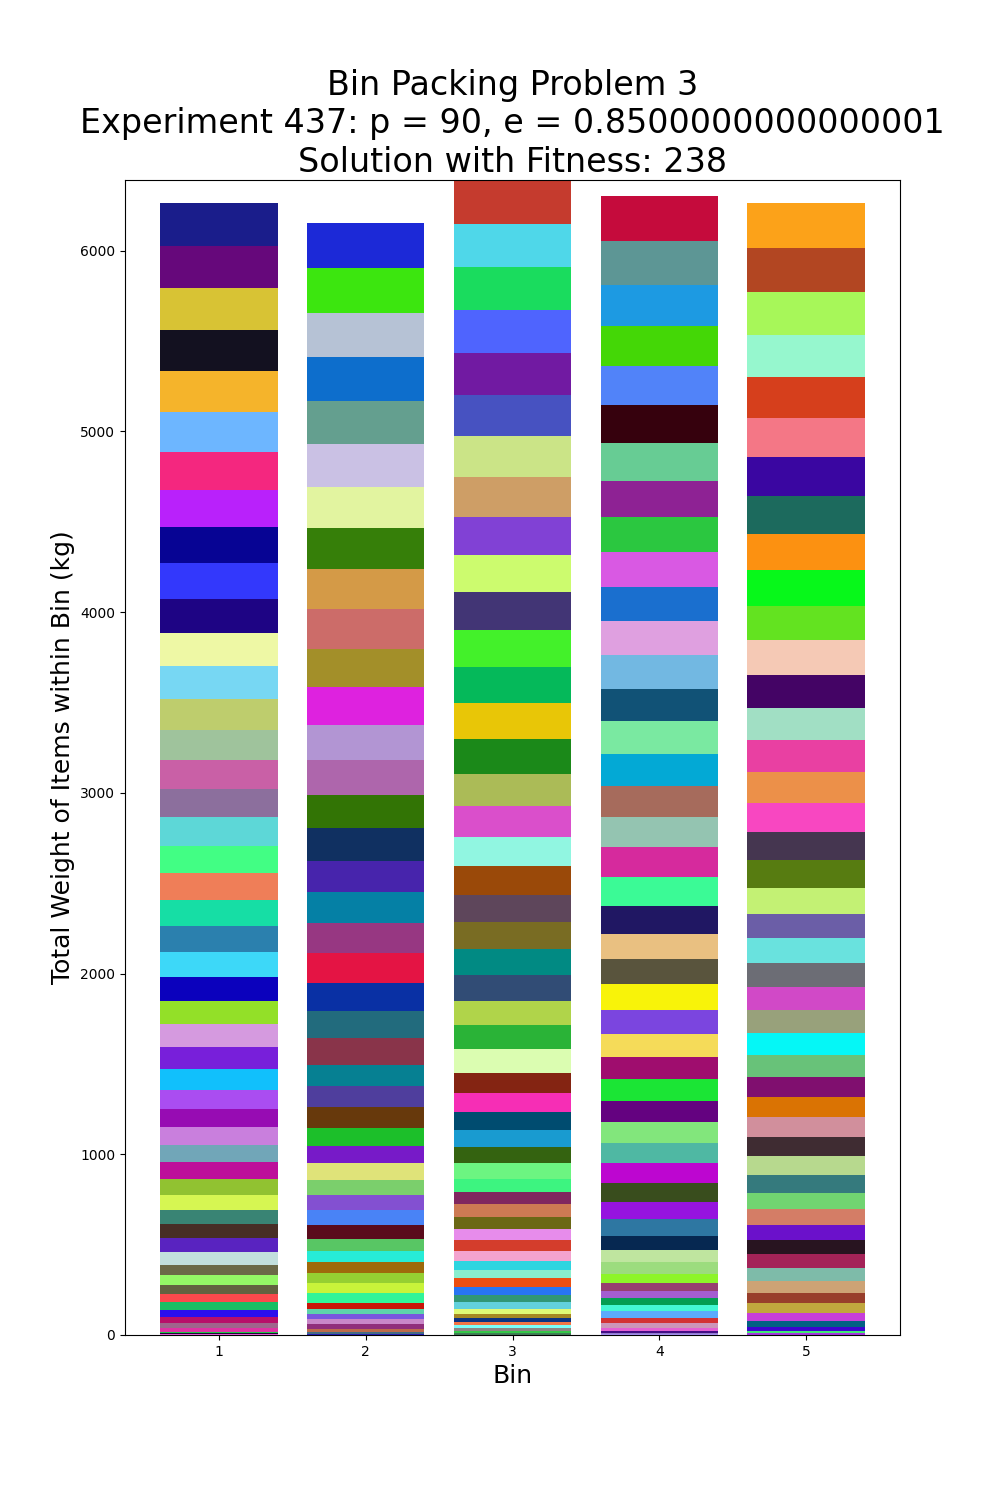 Bin Packing Problem 3
Experiment 437: p = 90, e = 0.8500000000000001
Solution with Fitness: 238
Total Weight of Items within Bin (kg)
6000
5000
4000
3000
2000
1000
0
1 2 3 4 5
Bin